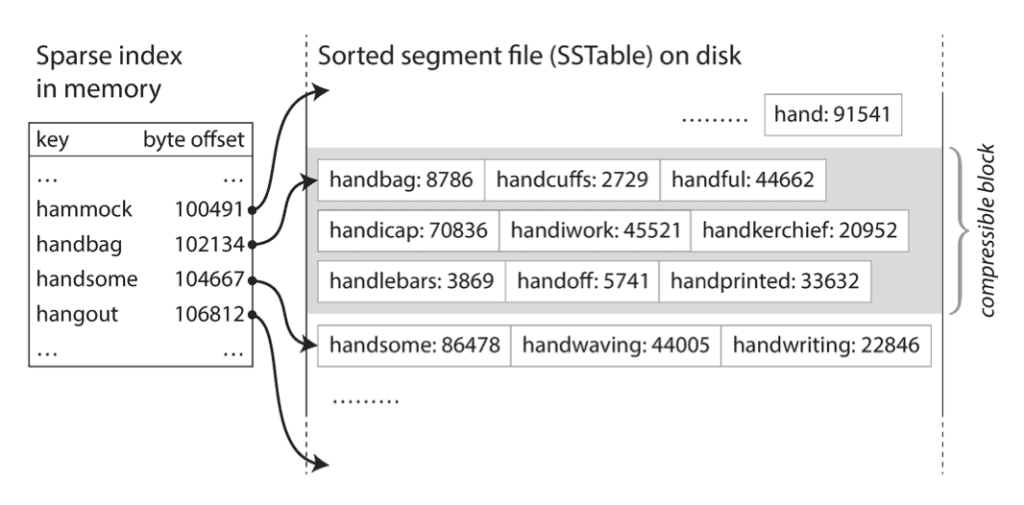 Sparse index
in memory
Sorted segment file (SSTable) on disk
key byte offset
... ...
hammock 100491
handbag 102134
handsome 104667
hangout 106812
... ...
......... hand: 91541
handbag: 8786 handcuffs: 2729 handful: 44662
handicap: 70836 handiwork: 45521 handkerchief: 20952
handlebars: 3869 handoff: 5741 handprinted: 33632
handsome: 86478 handwaving: 44005 handwriting: 22846
.........
compressible block